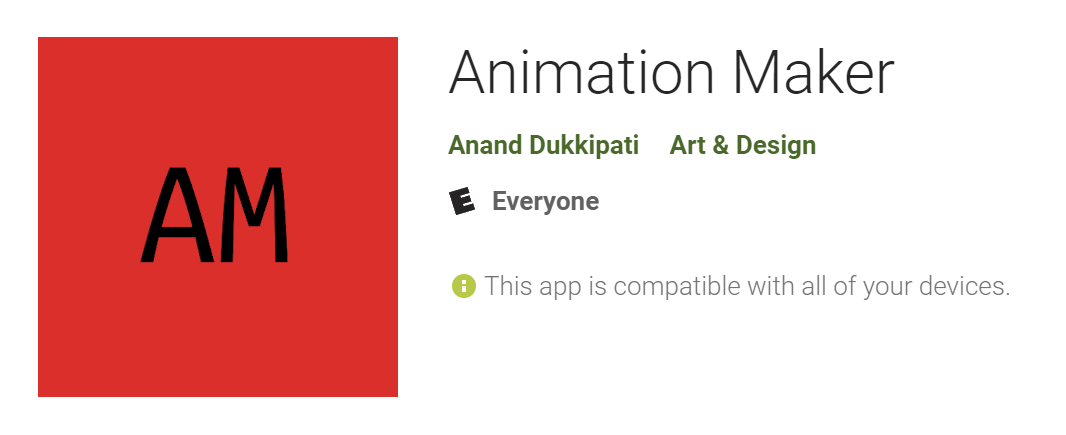 AM
Animation Maker
Anand Dukkipati Art & Design
E Everyone
This app is compatible with all of your devices.